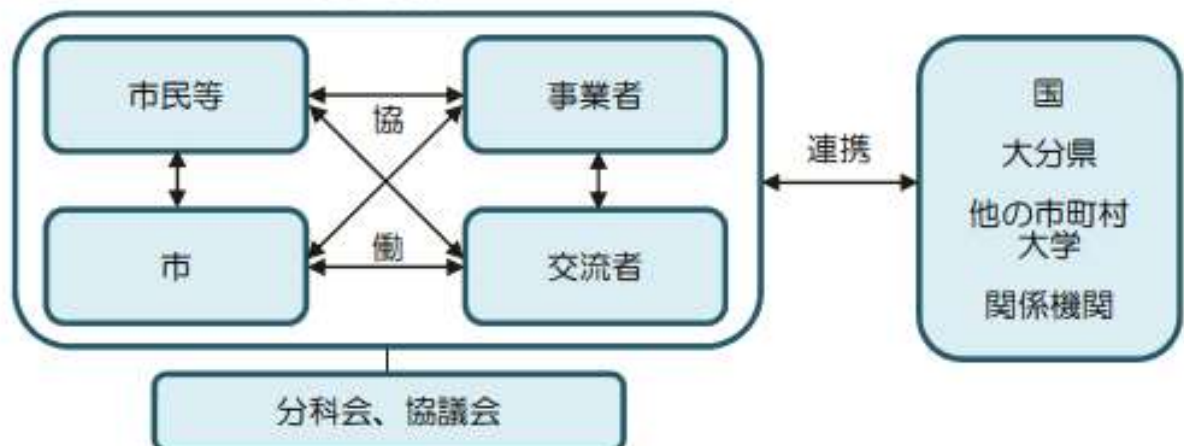 市民等
事業者
協
働
市
交流者
連携
国
大分県
他の市町村
大学
関係機関
分科会、協議会